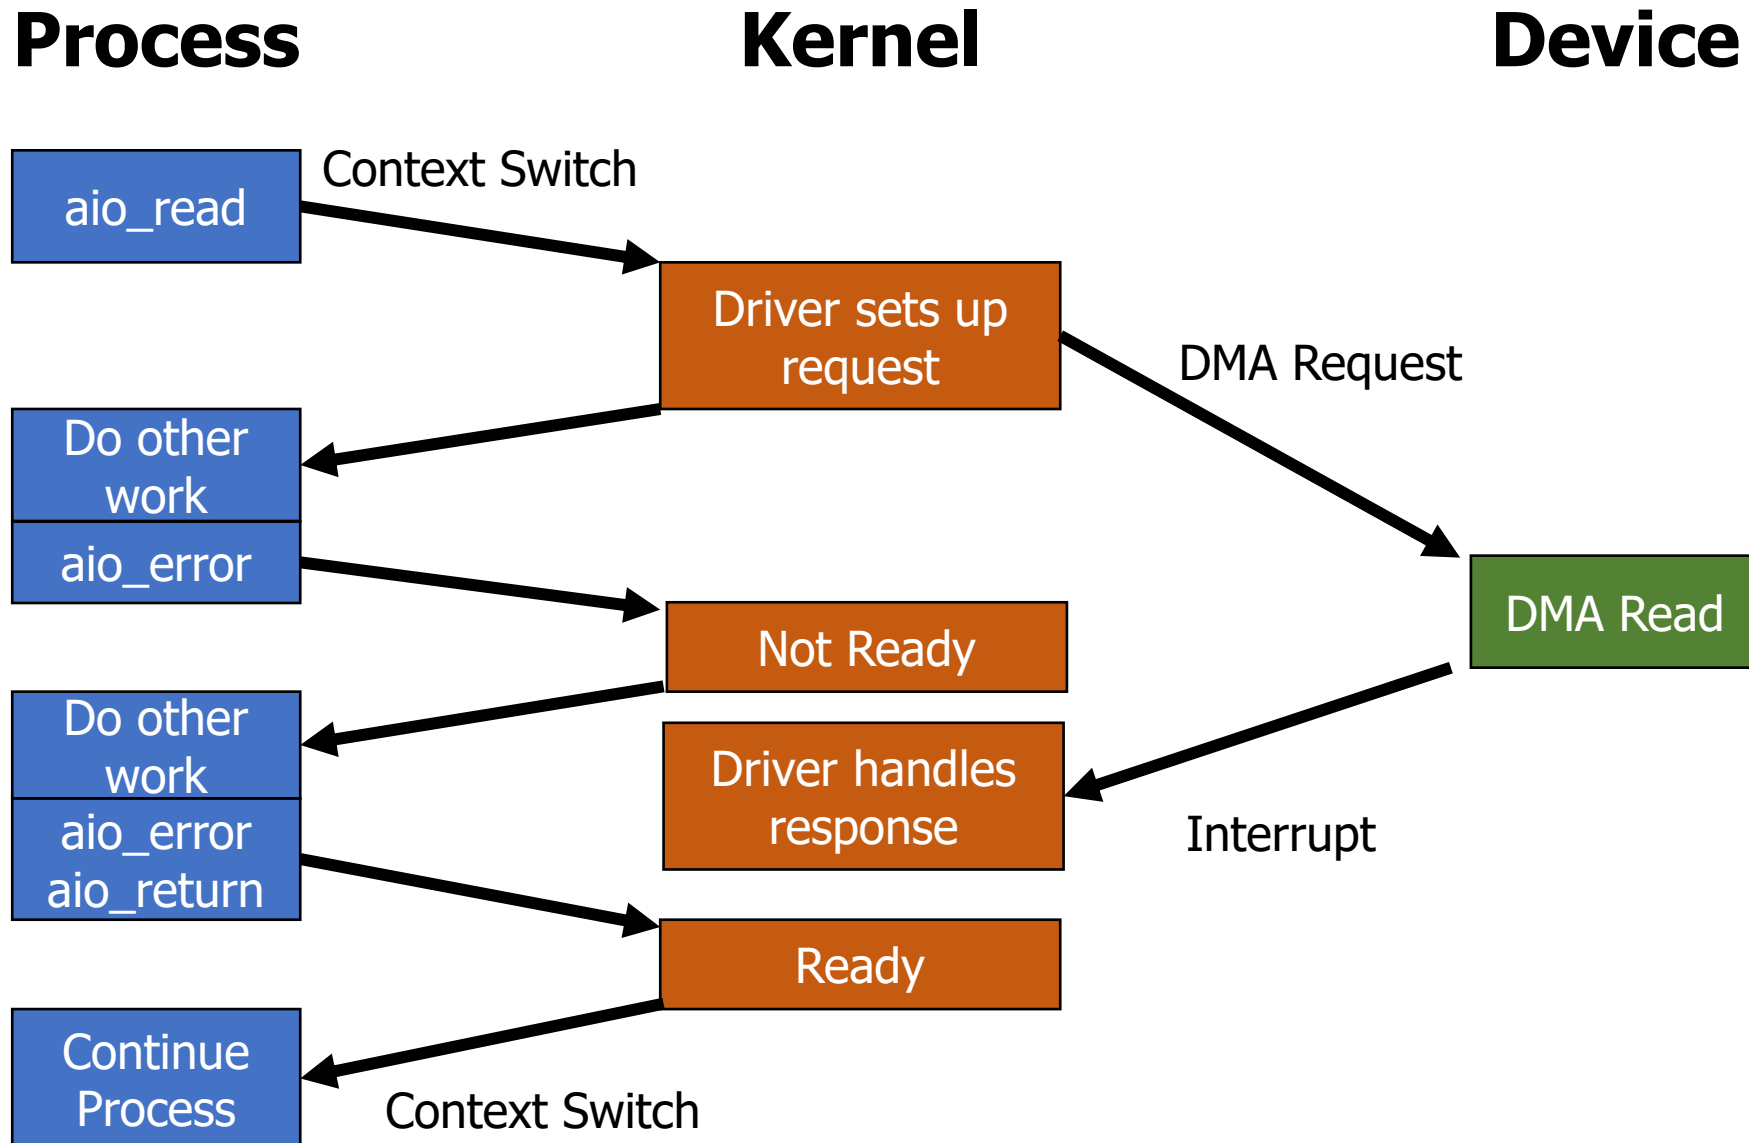 Process
Kernel
Device
Context Switch
aio_read
Driver sets up
request
DMA Request
Do other
work
aio_error
DMA Read
Not Ready
Do other
work
Driver handles
response
Interrupt
aio_error
aio_return
Ready
Continue
Process
Context Switch